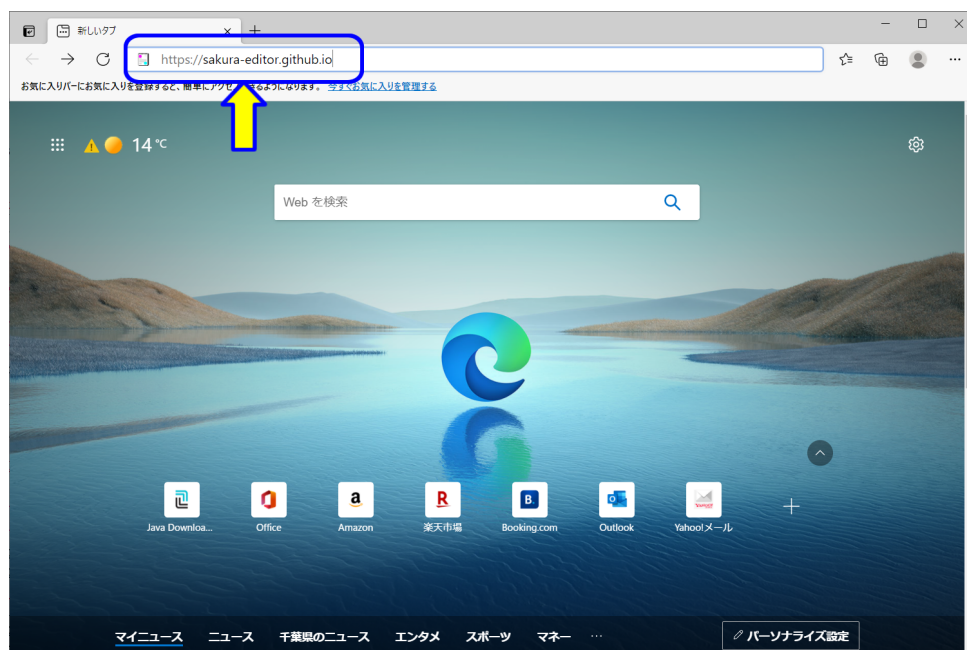 新しいタブ
https://sakura-editor.github.io
お気に入りバーにお気に入りを登録すると、簡単にアクセスできるようになります。 今すぐお気に入りを管理する
14 ℃
Web を検索
Java Downloa... Office Amazon 楽天市場 Booking.com Outlook Yahoo!メール
マイニュース ニュース 千葉県のニュース エンタメ スポーツ マネー ... パーソナライズ設定